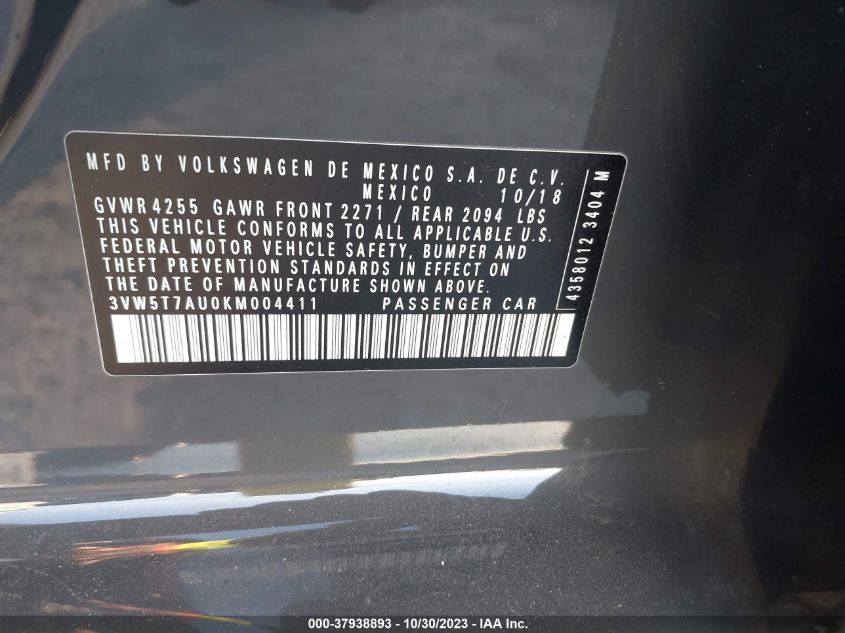 MFD BY VOLKSWAGEN DE MEXICO S.A. DE C.V.
MEXICO 10/18
GVWR 4255 GAWR FRONT 2271 / REAR 2094 LBS
THIS VEHICLE CONFORMS TO ALL APPLICABLE U.S.
FEDERAL MOTOR VEHICLE SAFETY, BUMPER AND
THEFT PREVENTION STANDARDS IN EFFECT ON
THE DATE OF MANUFACTURE SHOWN ABOVE.
3VW5T7AU0KM004411 PASSENGER CAR
4358012 3404 M
000-37938893 - 10/30/2023 - IAA Inc.